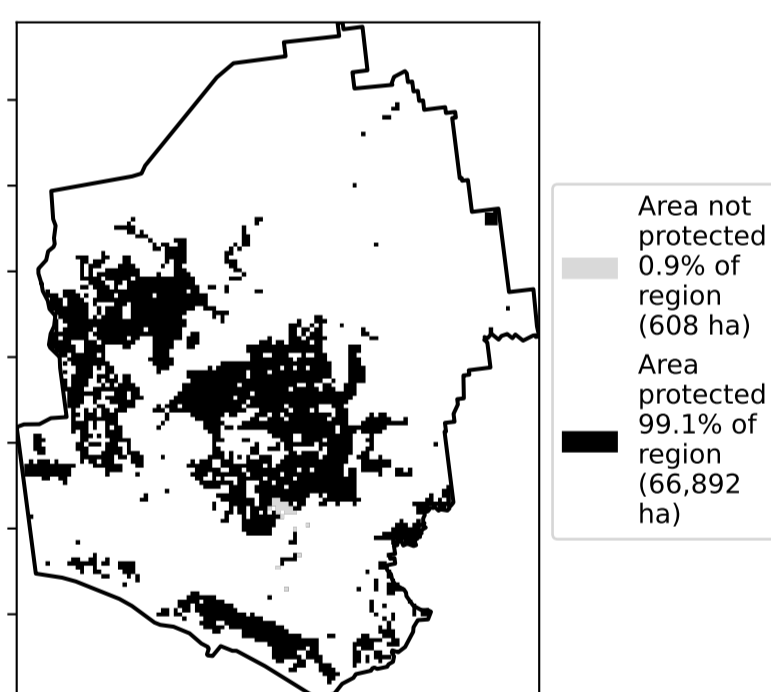 Area not
protected
0.9% of
region
(608 ha)
Area
protected
99.1% of
region
(66,892
ha)